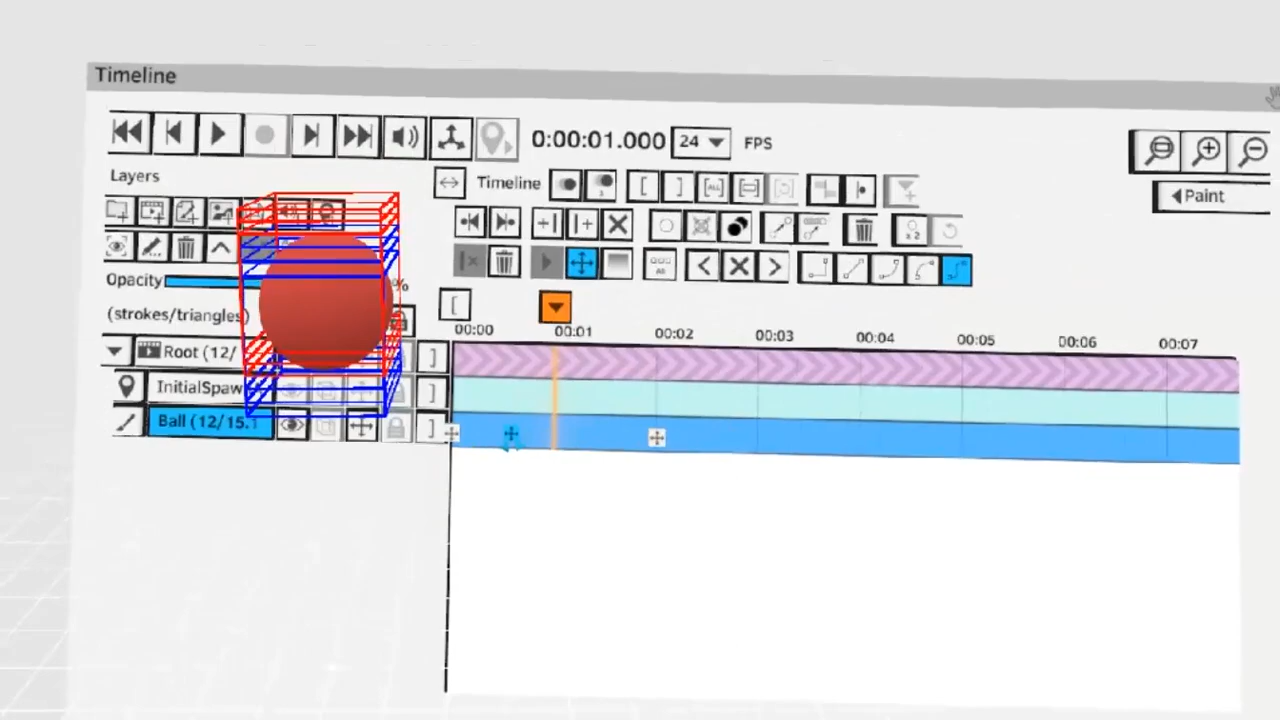 Timeline
0:00:01.000 24 FPS
Layers
Timeline
Paint
Opacity %
(strokes/triangles)
00:00 00:01 00:02 00:03 00:04 00:05 00:06 00:07
Root (12/
InitialSpaw
Ball (12/15.1